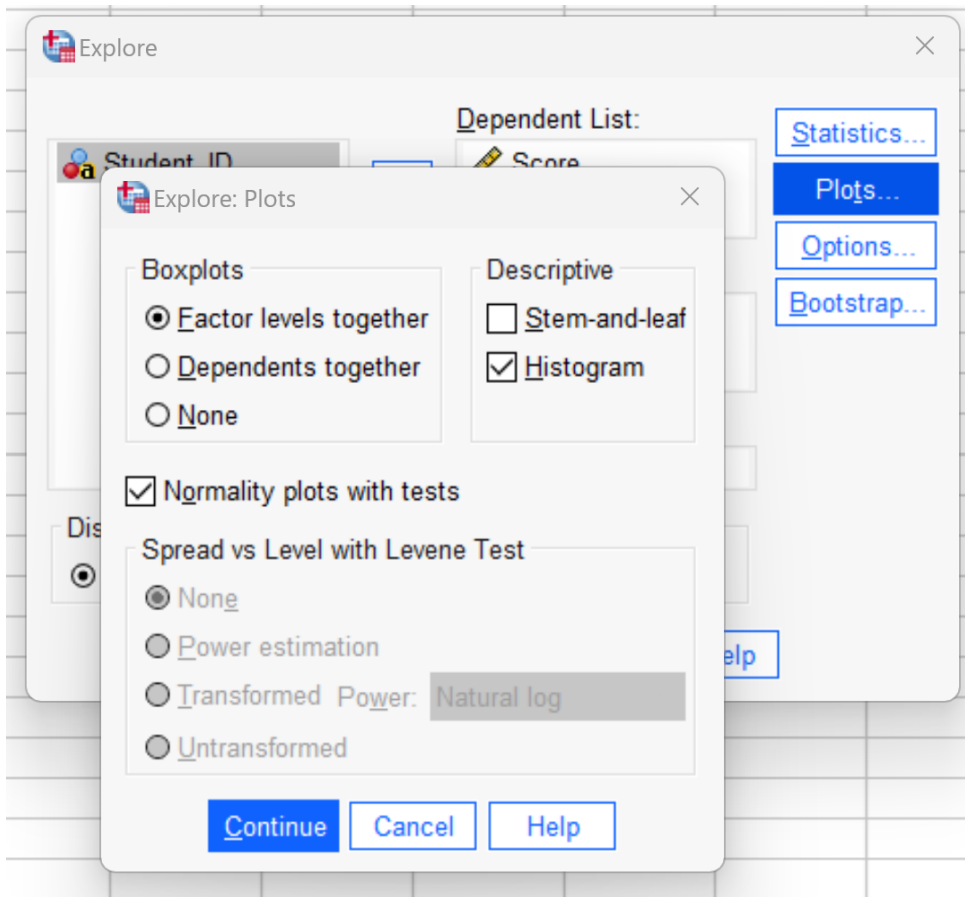 Explore
Dependent List:
Student_ID
Score
Statistics...
Plots...
Options...
Bootstrap...
Explore: Plots
Boxplots
Factor levels together
Dependents together
None
Descriptive
Stem-and-leaf
Histogram
Normality plots with tests
Dis
Spread vs Level with Levene Test
None
Power estimation
Transformed Power: Natural log
Untransformed
elp
Continue Cancel Help